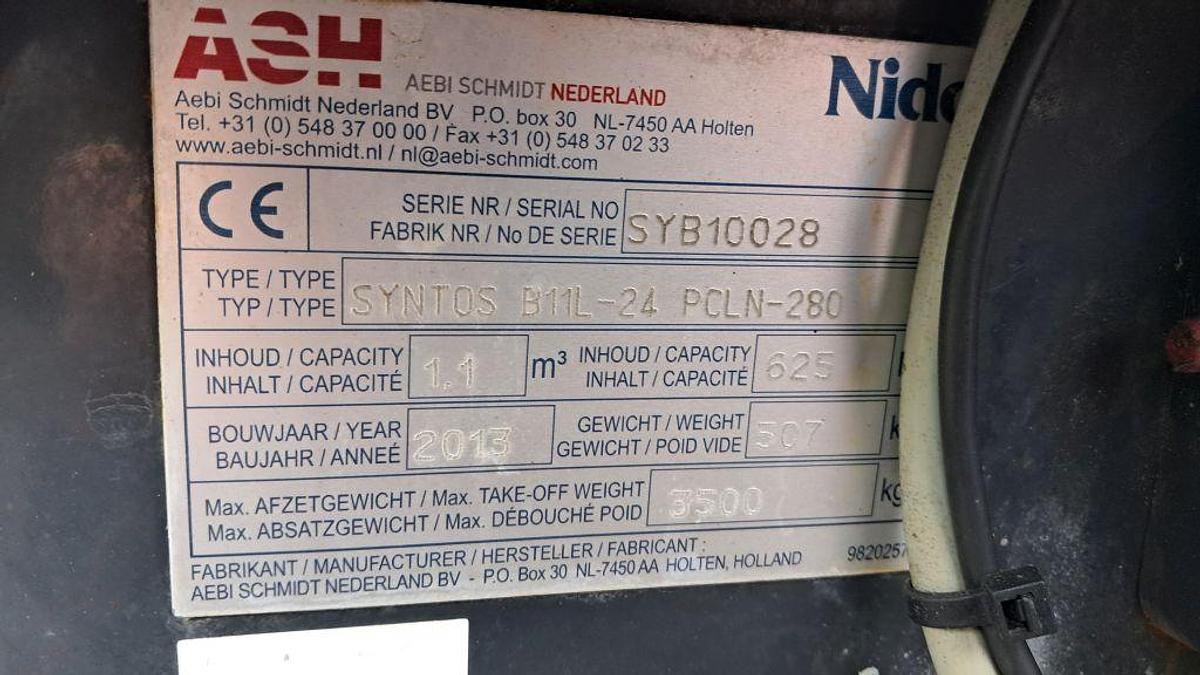 ASH AEBI SCHMIDT NEDERLAND
Aebi Schmidt Nederland BV P.O. box 30 NL-7450 AA Holten
Tel. +31 (0) 548 37 00 00 / Fax +31 (0) 548 37 02 33
www.aebi-schmidt.nl / nl@aebi-schmidt.com
CE
SERIE NR / SERIAL NO
FABRIK NR / No DE SERIE
SYB10028
TYPE / TYPE
TYP / TYPE
SYNTOS B11L-24 PCLN-280
INHOUD / CAPACITY
INHALT / CAPACITÉ
1.1 m³
INHOUD / CAPACITY
INHALT / CAPACITÉ
625
BOUWJAAR / YEAR
BAUJAHR / ANNEÉ
2013
GEWICHT / WEIGHT
GEWICHT / POID VIDE
507
Max. AFZETGEWICHT / Max. TAKE-OFF WEIGHT
Max. ABSATZGEWICHT / Max. DÉBOUCHÉ POID
3500 kg
FABRIKANT / MANUFACTURER / HERSTELLER / FABRICANT :
AEBI SCHMIDT NEDERLAND BV - P.O. Box 30 NL-7450 AA HOLTEN, HOLLAND